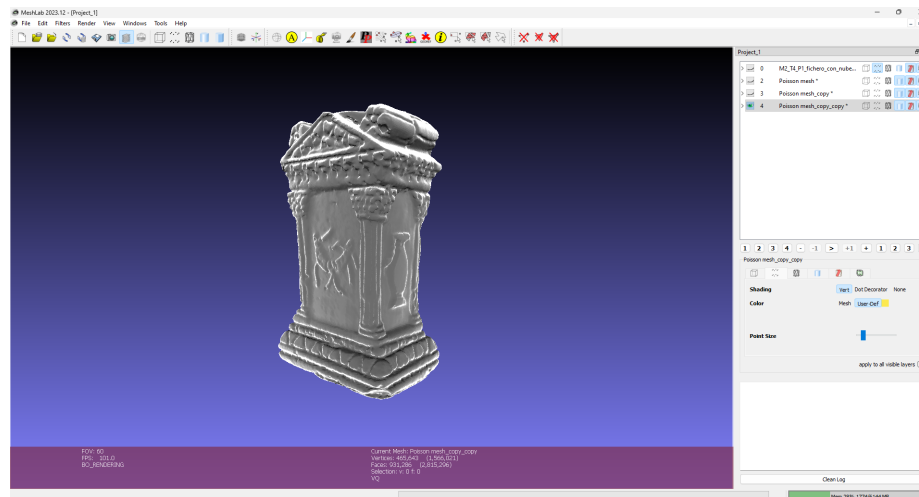 MeshLab 2023.12 - [Project_1]
File Edit Filters Render View Windows Tools Help
Project_1
0 M2_T4_P1_fichero_con_nube...
2 Poisson mesh *
3 Poisson mesh_copy *
4 Poisson mesh_copy_copy *
1 2 3 4 - -1 > +1 + 1 2 3
Poisson mesh_copy_copy
Shading Vert Dot Decorator None
Color Mesh User-Def
Point Size
apply to all visible layers
FOV: 60
FPS: 101.0
BO_RENDERING
Current Mesh: Poisson mesh_copy_copy
Vertices: 465,643 (1,566,021)
Faces: 931,286 (2,815,296)
Selection: v: 0 f: 0
VQ
Clean Log